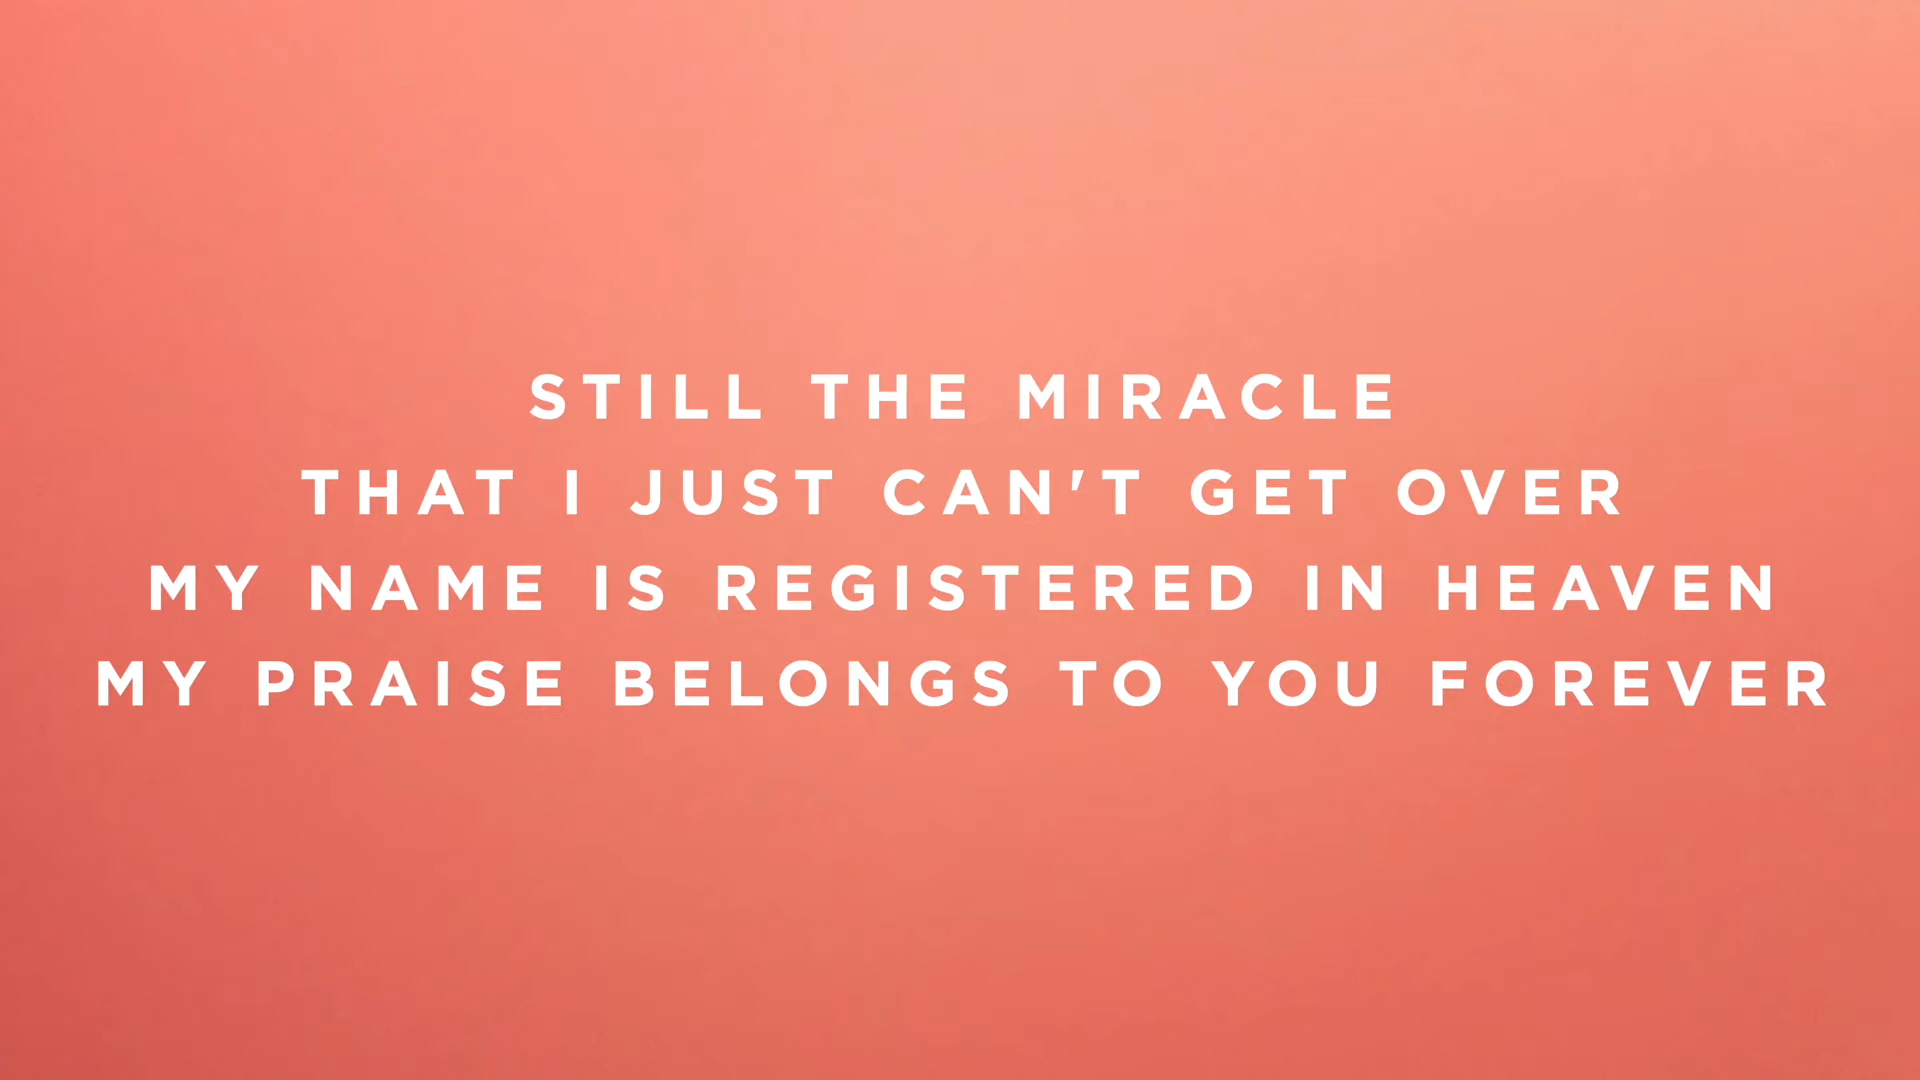 STILL THE MIRACLE
THAT I JUST CAN'T GET OVER
MY NAME IS REGISTERED IN HEAVEN
MY PRAISE BELONGS TO YOU FOREVER